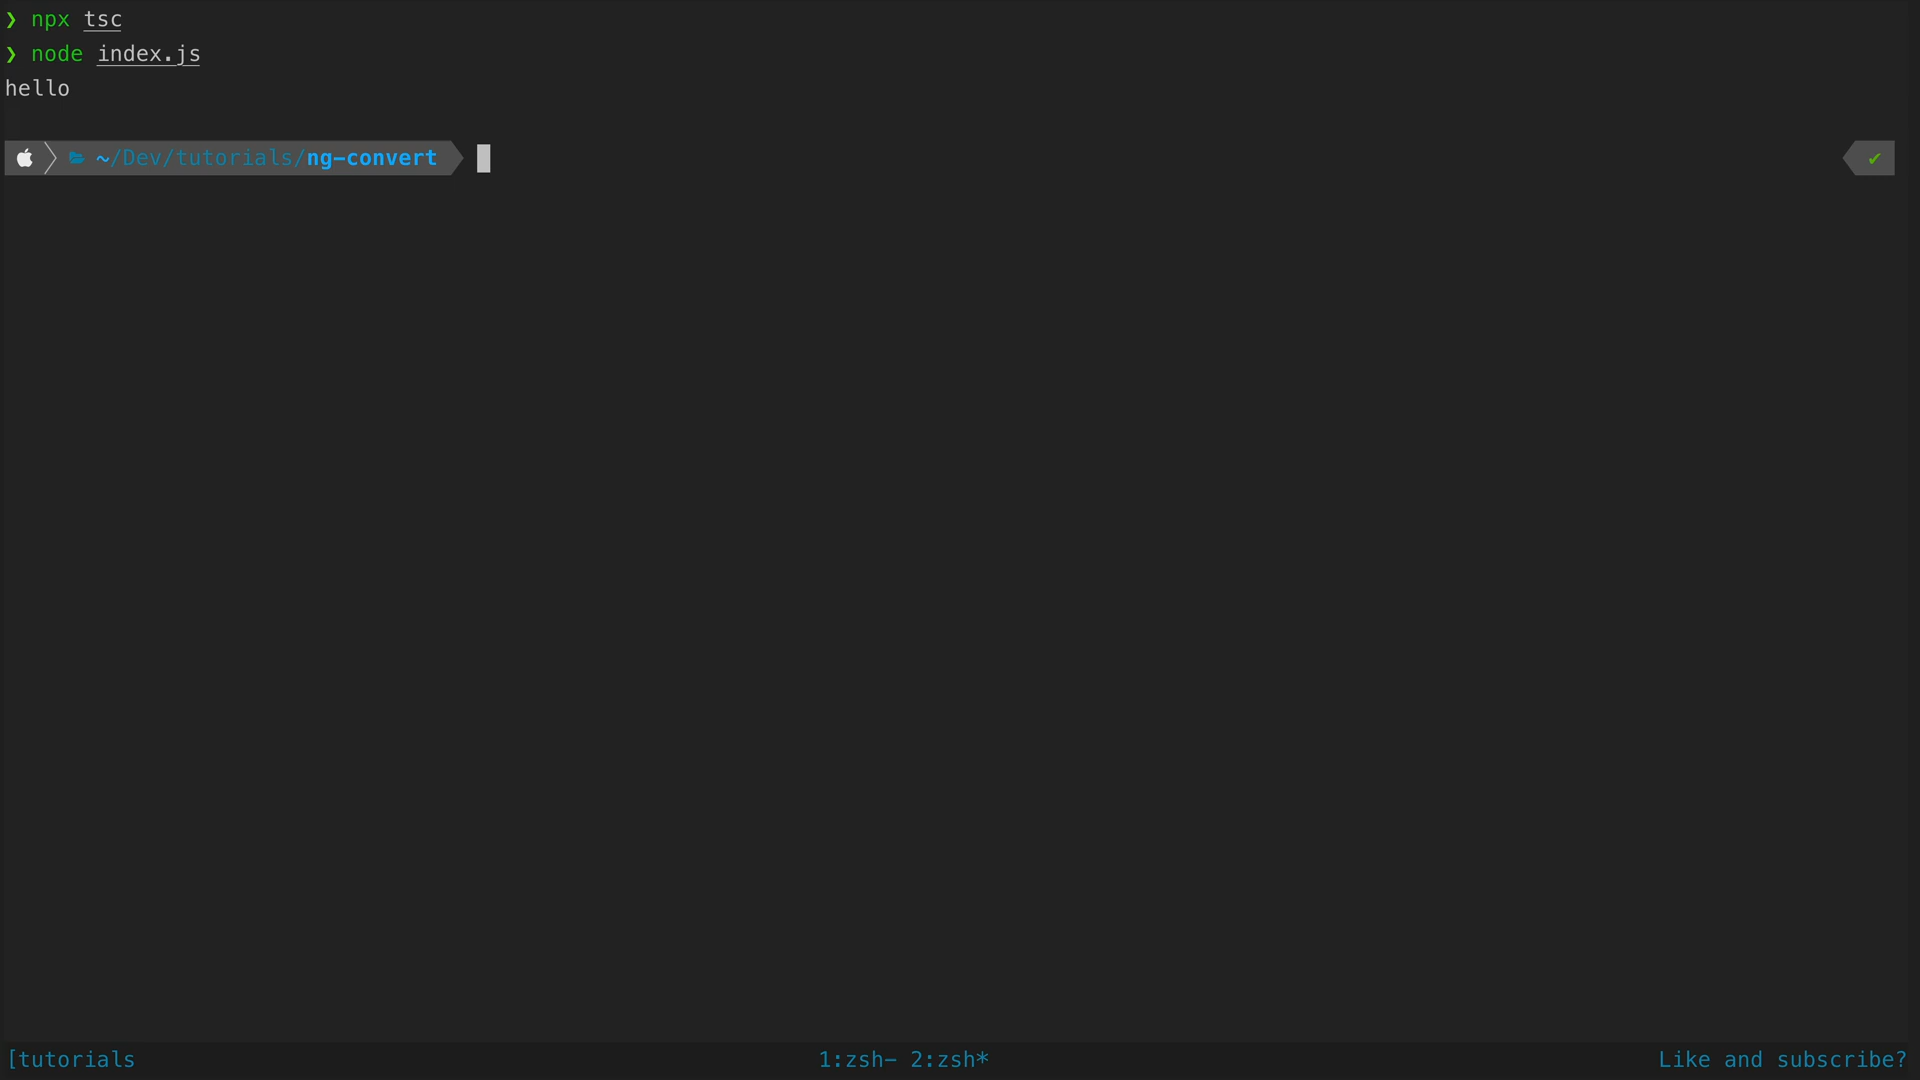 ❯ npx tsc
❯ node index.js
hello
~/Dev/tutorials/ng-convert ✔
[tutorials 1:zsh- 2:zsh* Like and subscribe?